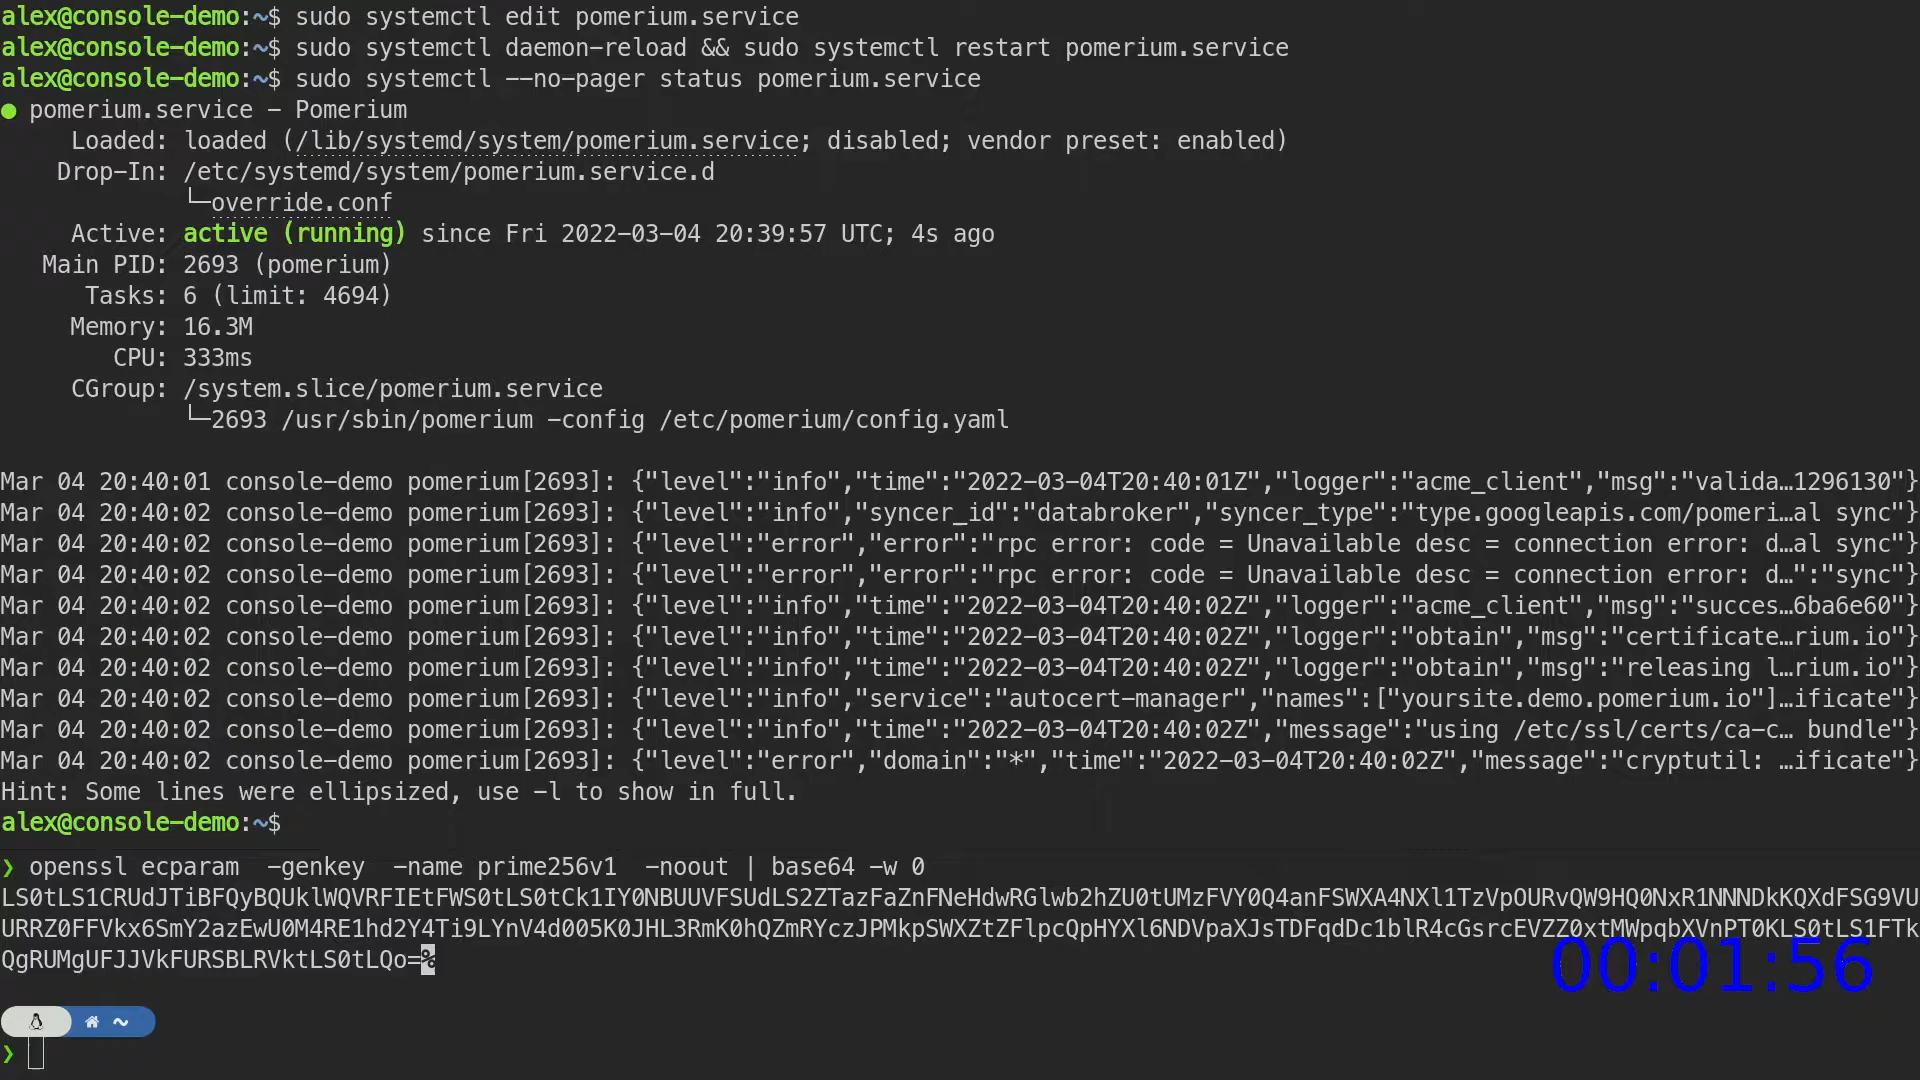 alex@console-demo:~$ sudo systemctl edit pomerium.service
alex@console-demo:~$ sudo systemctl daemon-reload && sudo systemctl restart pomerium.service
alex@console-demo:~$ sudo systemctl --no-pager status pomerium.service
● pomerium.service - Pomerium
Loaded: loaded (/lib/systemd/system/pomerium.service; disabled; vendor preset: enabled)
Drop-In: /etc/systemd/system/pomerium.service.d
└─override.conf
Active: active (running) since Fri 2022-03-04 20:39:57 UTC; 4s ago
Main PID: 2693 (pomerium)
Tasks: 6 (limit: 4694)
Memory: 16.3M
CPU: 333ms
CGroup: /system.slice/pomerium.service
└─2693 /usr/sbin/pomerium -config /etc/pomerium/config.yaml
Mar 04 20:40:01 console-demo pomerium[2693]: {"level":"info","time":"2022-03-04T20:40:01Z","logger":"acme_client","msg":"valida…1296130"}
Mar 04 20:40:02 console-demo pomerium[2693]: {"level":"info","syncer_id":"databroker","syncer_type":"type.googleapis.com/pomeri…al sync"}
Mar 04 20:40:02 console-demo pomerium[2693]: {"level":"error","error":"rpc error: code = Unavailable desc = connection error: d…al sync"}
Mar 04 20:40:02 console-demo pomerium[2693]: {"level":"error","error":"rpc error: code = Unavailable desc = connection error: d…":"sync"}
Mar 04 20:40:02 console-demo pomerium[2693]: {"level":"info","time":"2022-03-04T20:40:02Z","logger":"acme_client","msg":"succes…6ba6e60"}
Mar 04 20:40:02 console-demo pomerium[2693]: {"level":"info","time":"2022-03-04T20:40:02Z","logger":"obtain","msg":"certificate…rium.io"}
Mar 04 20:40:02 console-demo pomerium[2693]: {"level":"info","time":"2022-03-04T20:40:02Z","logger":"obtain","msg":"releasing l…rium.io"}
Mar 04 20:40:02 console-demo pomerium[2693]: {"level":"info","service":"autocert-manager","names":["yoursite.demo.pomerium.io"]…ificate"}
Mar 04 20:40:02 console-demo pomerium[2693]: {"level":"info","time":"2022-03-04T20:40:02Z","message":"using /etc/ssl/certs/ca-c… bundle"}
Mar 04 20:40:02 console-demo pomerium[2693]: {"level":"error","domain":"*","time":"2022-03-04T20:40:02Z","message":"cryptutil: …ificate"}
Hint: Some lines were ellipsized, use -l to show in full.
alex@console-demo:~$
❯ openssl ecparam  -genkey  -name prime256v1  -noout | base64 -w 0
LS0tLS1CRUdJTiBFQyBQUklWQVRFIEtFWS0tLS0tCk1IY0NBUUVFSUdLS2ZTazFaZnFNeHdwRGlwb2hZU0tUMzFVY0Q4anFSWXA4NXl1TzVpOURvQW9HQ0NxR1NNNDkKQXdFSG9VU
URRZ0FFVkx6SmY2azEwU0M4RE1hd2Y4Ti9LYnV4d005K0JHL3RmK0hQZmRYczJPMkpSWXZtZFlpcQpHYXl6NDVpaXJsTDFqdDc1blR4cGsrcEVZZ0xtMWpqbXVnPT0KLS0tLS1FTk
QgRUMgUFJJVkFURSBLRVktLS0tLQo=%
00:01:56
~
❯